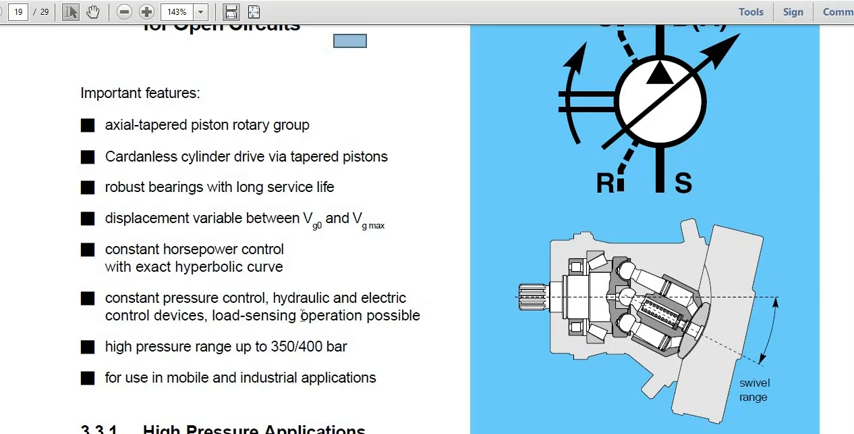 19 / 29
143%
Tools
Sign
Comm
for Open Circuits
Important features:
axial-tapered piston rotary group
Cardanless cylinder drive via tapered pistons
robust bearings with long service life
displacement variable between Vg0 and Vg max
constant horsepower control
with exact hyperbolic curve
constant pressure control, hydraulic and electric
control devices, load-sensing operation possible
high pressure range up to 350/400 bar
for use in mobile and industrial applications
3.3.1 High Pressure Applications
R
S
swivel
range